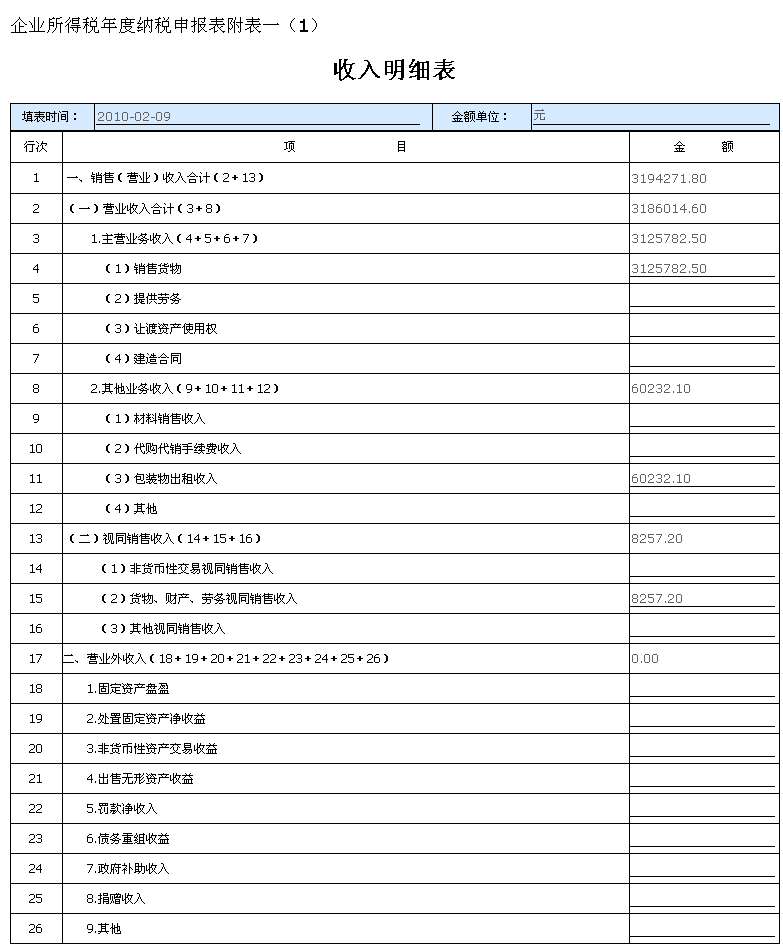 企业所得税年度纳税申报表附表一（1）
收入明细表
填表时间： 2010-02-09 金额单位： 元
行次 项 目 金 额
1 一、销售（营业）收入合计（2+13） 3194271.80
2 （一）营业收入合计（3+8） 3186014.60
3 1.主营业务收入（4+5+6+7） 3125782.50
4 （1）销售货物 3125782.50
5 （2）提供劳务
6 （3）让渡资产使用权
7 （4）建造合同
8 2.其他业务收入（9+10+11+12） 60232.10
9 （1）材料销售收入
10 （2）代购代销手续费收入
11 （3）包装物出租收入 60232.10
12 （4）其他
13 （二）视同销售收入（14+15+16） 8257.20
14 （1）非货币性交易视同销售收入
15 （2）货物、财产、劳务视同销售收入 8257.20
16 （3）其他视同销售收入
17 二、营业外收入（18+19+20+21+22+23+24+25+26） 0.00
18 1.固定资产盘盈
19 2.处置固定资产净收益
20 3.非货币性资产交易收益
21 4.出售无形资产收益
22 5.罚款净收入
23 6.债务重组收益
24 7.政府补助收入
25 8.捐赠收入
26 9.其他